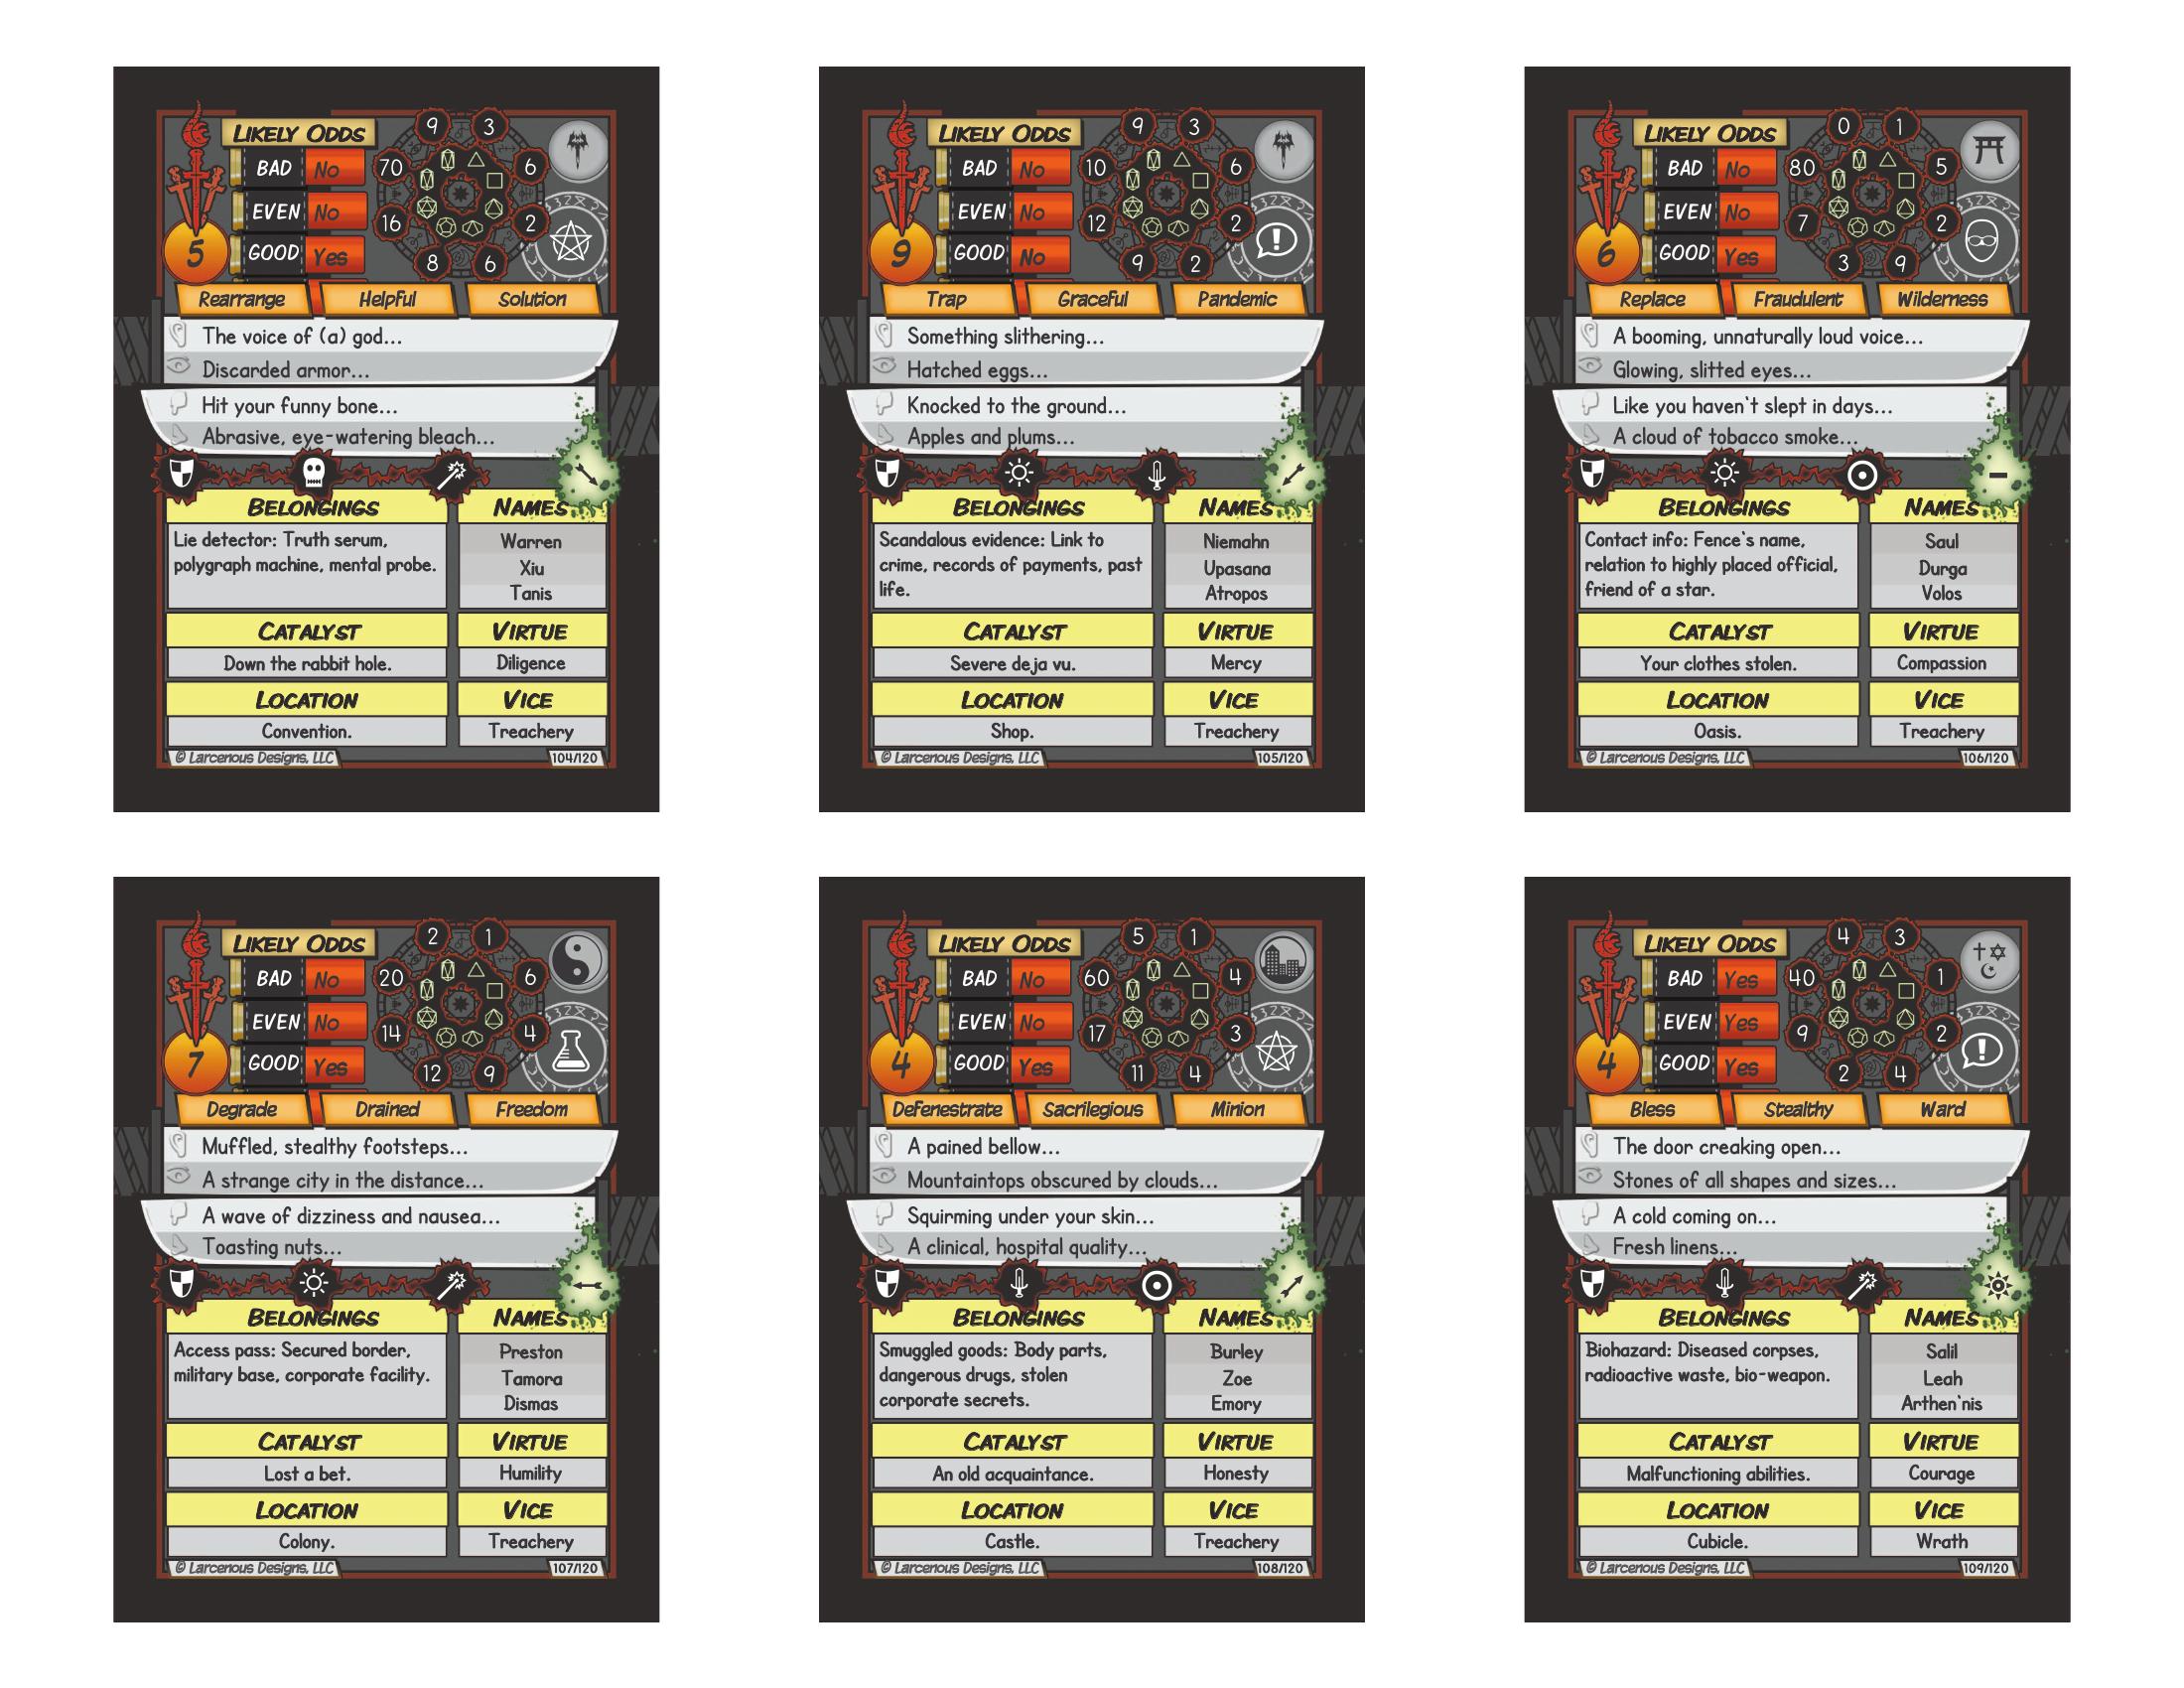 LIKELY ODDS
9 3
BAD No
70 6
EVEN No
16 2
GOOD Yes
5
8 6
Rearrange Helpful Solution
The voice of (a) god...
Discarded armor...
Hit your funny bone...
Abrasive, eye-watering bleach...
BELONGINGS
Lie detector: Truth serum,
polygraph machine, mental probe.
NAMES
Warren
Xiu
Tanis
CATALYST
Down the rabbit hole.
VIRTUE
Diligence
LOCATION
Convention.
VICE
Treachery
© Larcenous Designs, LLC
104/120
LIKELY ODDS
9 3
BAD No
10 6
EVEN No
12 2
GOOD No
9
9 2
!
Trap Graceful Pandemic
Something slithering...
Hatched eggs...
Knocked to the ground...
Apples and plums...
BELONGINGS
Scandalous evidence: Link to
crime, records of payments, past
life.
NAMES
Niemahn
Upasana
Atropos
CATALYST
Severe deja vu.
VIRTUE
Mercy
LOCATION
Shop.
VICE
Treachery
© Larcenous Designs, LLC
105/120
LIKELY ODDS
0 1
BAD No
80 5
EVEN No
7 2
GOOD Yes
6
3 9
Replace Fraudulent Wilderness
A booming, unnaturally loud voice...
Glowing, slitted eyes...
Like you haven't slept in days...
A cloud of tobacco smoke...
BELONGINGS
Contact info: Fence's name,
relation to highly placed official,
friend of a star.
NAMES
Saul
Durga
Volos
CATALYST
Your clothes stolen.
VIRTUE
Compassion
LOCATION
Oasis.
VICE
Treachery
© Larcenous Designs, LLC
106/120
LIKELY ODDS
2 1
BAD No
20 6
EVEN No
14 4
GOOD Yes
7
12 9
Degrade Drained Freedom
Muffled, stealthy footsteps...
A strange city in the distance...
A wave of dizziness and nausea...
Toasting nuts...
BELONGINGS
Access pass: Secured border,
military base, corporate facility.
NAMES
Preston
Tamora
Dismas
CATALYST
Lost a bet.
VIRTUE
Humility
LOCATION
Colony.
VICE
Treachery
© Larcenous Designs, LLC
107/120
LIKELY ODDS
5 1
BAD No
60 4
EVEN No
17 3
GOOD Yes
4
11 4
Defenestrate Sacrilegious Minion
A pained bellow...
Mountaintops obscured by clouds...
Squirming under your skin...
A clinical, hospital quality...
BELONGINGS
Smuggled goods: Body parts,
dangerous drugs, stolen
corporate secrets.
NAMES
Burley
Zoe
Emory
CATALYST
An old acquaintance.
VIRTUE
Honesty
LOCATION
Castle.
VICE
Treachery
© Larcenous Designs, LLC
108/120
LIKELY ODDS
4 3
BAD Yes
40 1
EVEN Yes
9 2
GOOD Yes
4
2 4
!
Bless Stealthy Ward
The door creaking open...
Stones of all shapes and sizes...
A cold coming on...
Fresh linens...
BELONGINGS
Biohazard: Diseased corpses,
radioactive waste, bio-weapon.
NAMES
Salil
Leah
Arthen'nis
CATALYST
Malfunctioning abilities.
VIRTUE
Courage
LOCATION
Cubicle.
VICE
Wrath
© Larcenous Designs, LLC
109/120